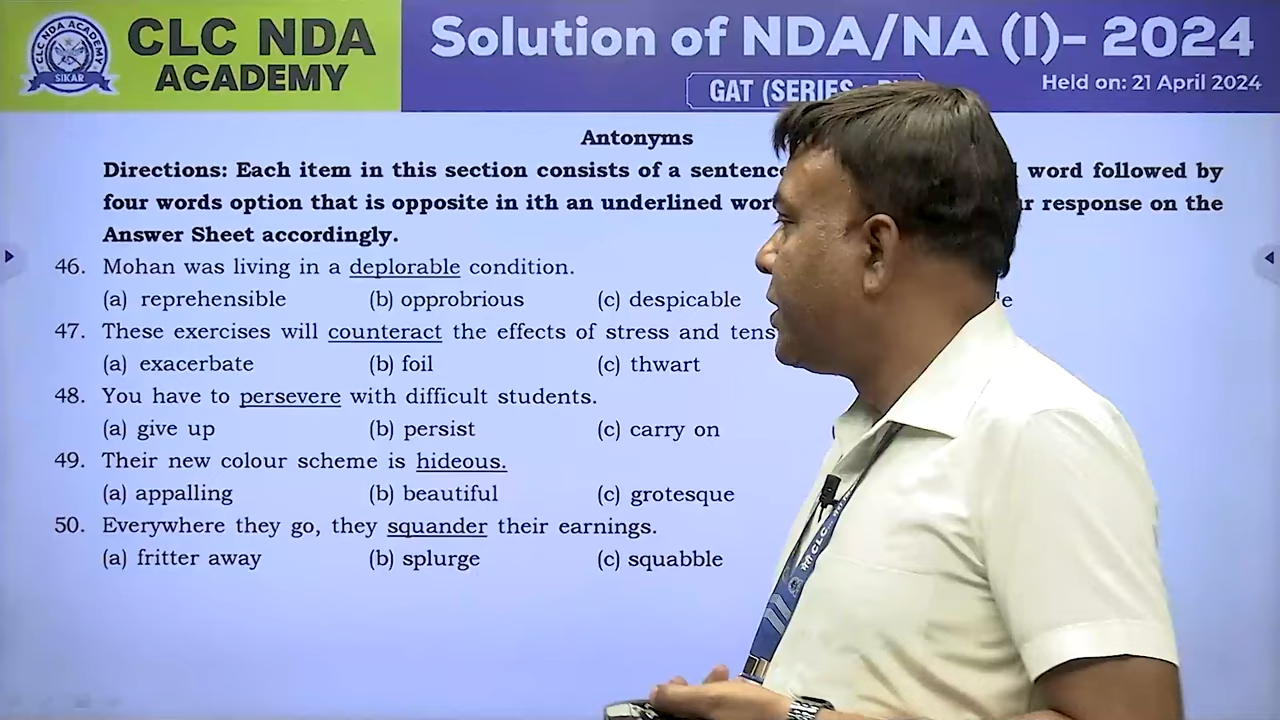 CLC NDA ACADEMY
SIKAR
CLC NDA
ACADEMY
Solution of NDA/NA (I)- 2024
GAT (SERIES
Held on: 21 April 2024
Antonyms
Directions: Each item in this section consists of a sentence word followed by
four words option that is opposite in ith an underlined response on the
Answer Sheet accordingly.
46. Mohan was living in a deplorable condition.
(a) reprehensible (b) opprobrious (c) despicable
47. These exercises will counteract the effects of stress and
(a) exacerbate (b) foil (c) thwart
48. You have to persevere with difficult students.
(a) give up (b) persist (c) carry on
49. Their new colour scheme is hideous.
(a) appalling (b) beautiful (c) grotesque
50. Everywhere they go, they squander their earnings.
(a) fritter away (b) splurge (c) squabble
CLC